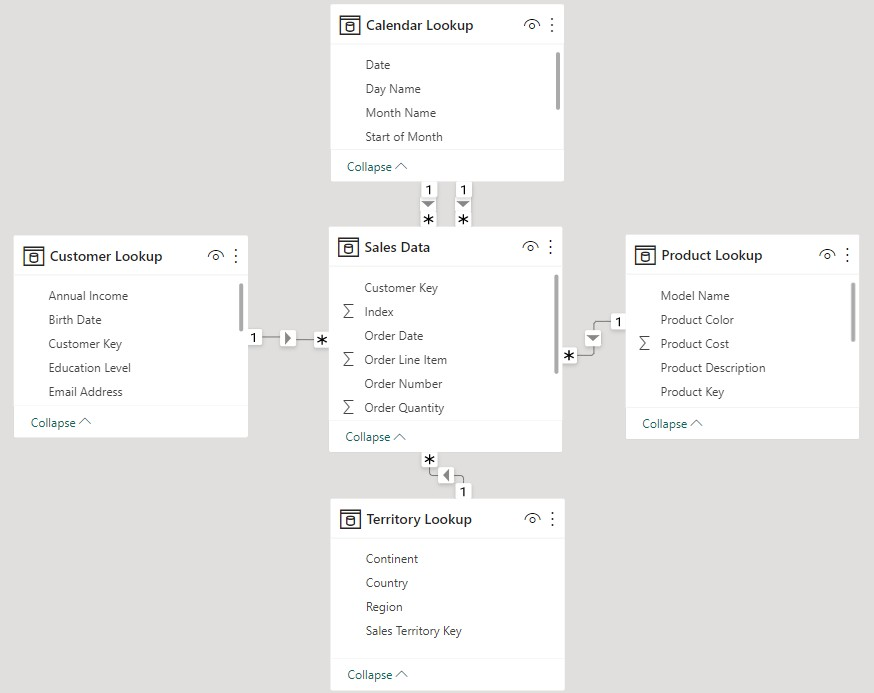 Calendar Lookup
Date
Day Name
Month Name
Start of Month
Collapse
1 1
* *
Customer Lookup
Annual Income
Birth Date
Customer Key
Education Level
Email Address
Collapse
1 *
Sales Data
Customer Key
Σ Index
Order Date
Σ Order Line Item
Order Number
Σ Order Quantity
Collapse
* 1
Product Lookup
Model Name
Product Color
Σ Product Cost
Product Description
Product Key
Collapse
*
1
Territory Lookup
Continent
Country
Region
Sales Territory Key
Collapse